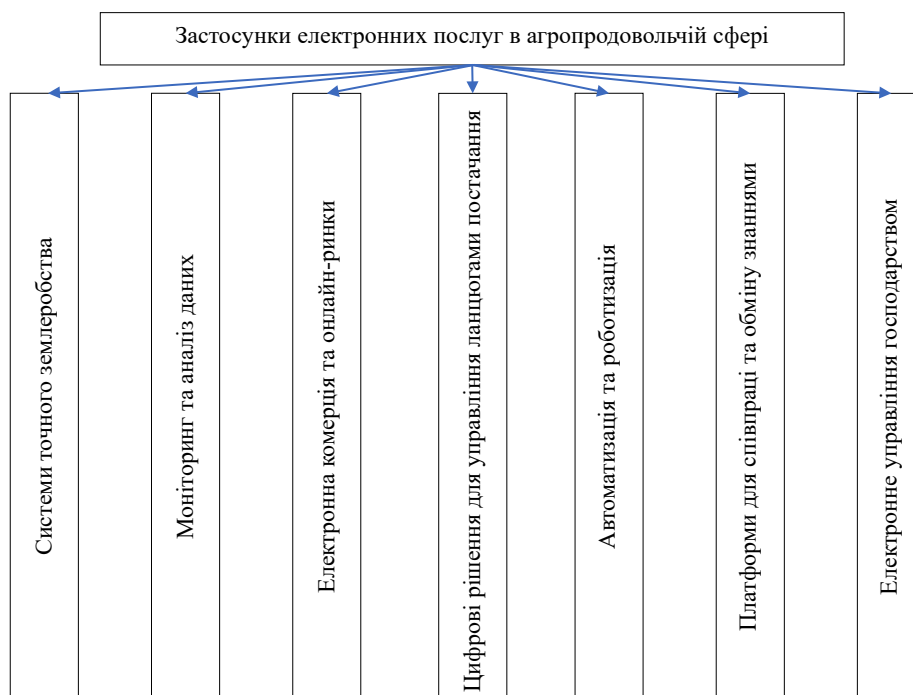 Застосунки електронних послуг в агропродовольчій сфері
Системи точного землеробства
Моніторинг та аналіз даних
Електронна комерція та онлайн-ринки
Цифрові рішення для управління ланцюгами постачання
Автоматизація та роботизація
Платформи для співпраці та обміну знаннями
Електронне управління господарством